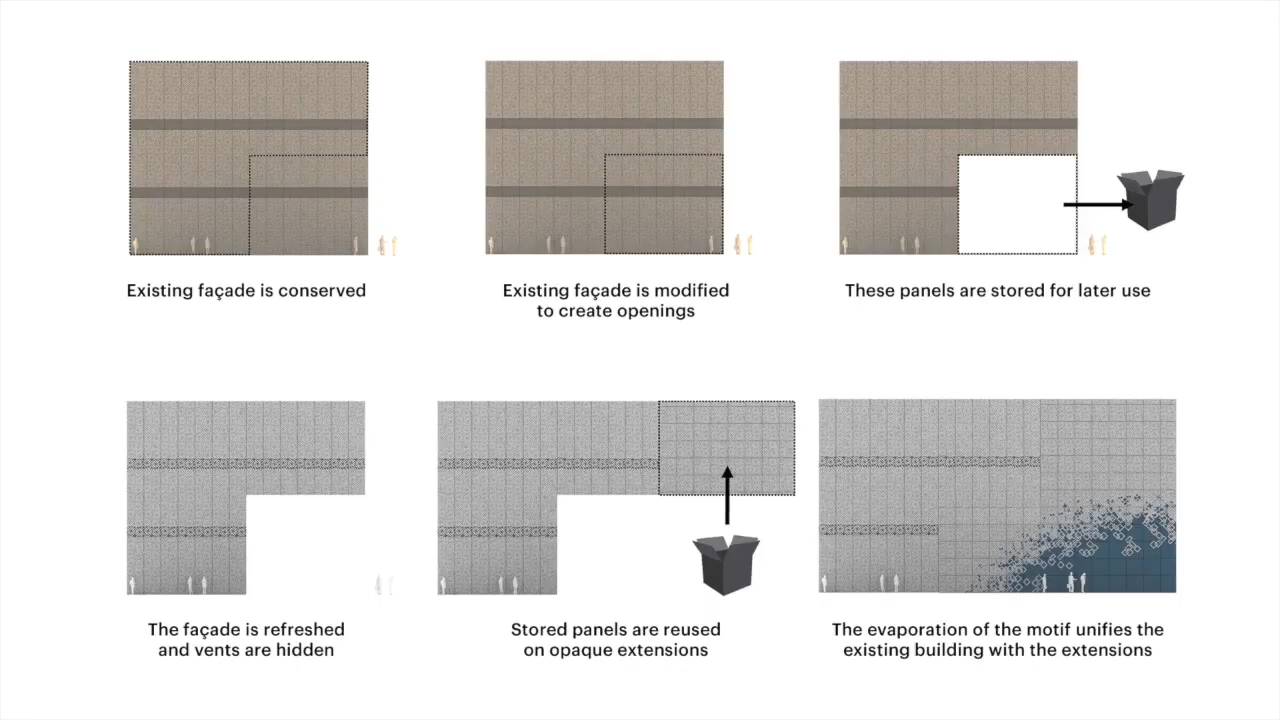 Existing façade is conserved
Existing façade is modified
to create openings
These panels are stored for later use
The façade is refreshed
and vents are hidden
Stored panels are reused
on opaque extensions
The evaporation of the motif unifies the
existing building with the extensions